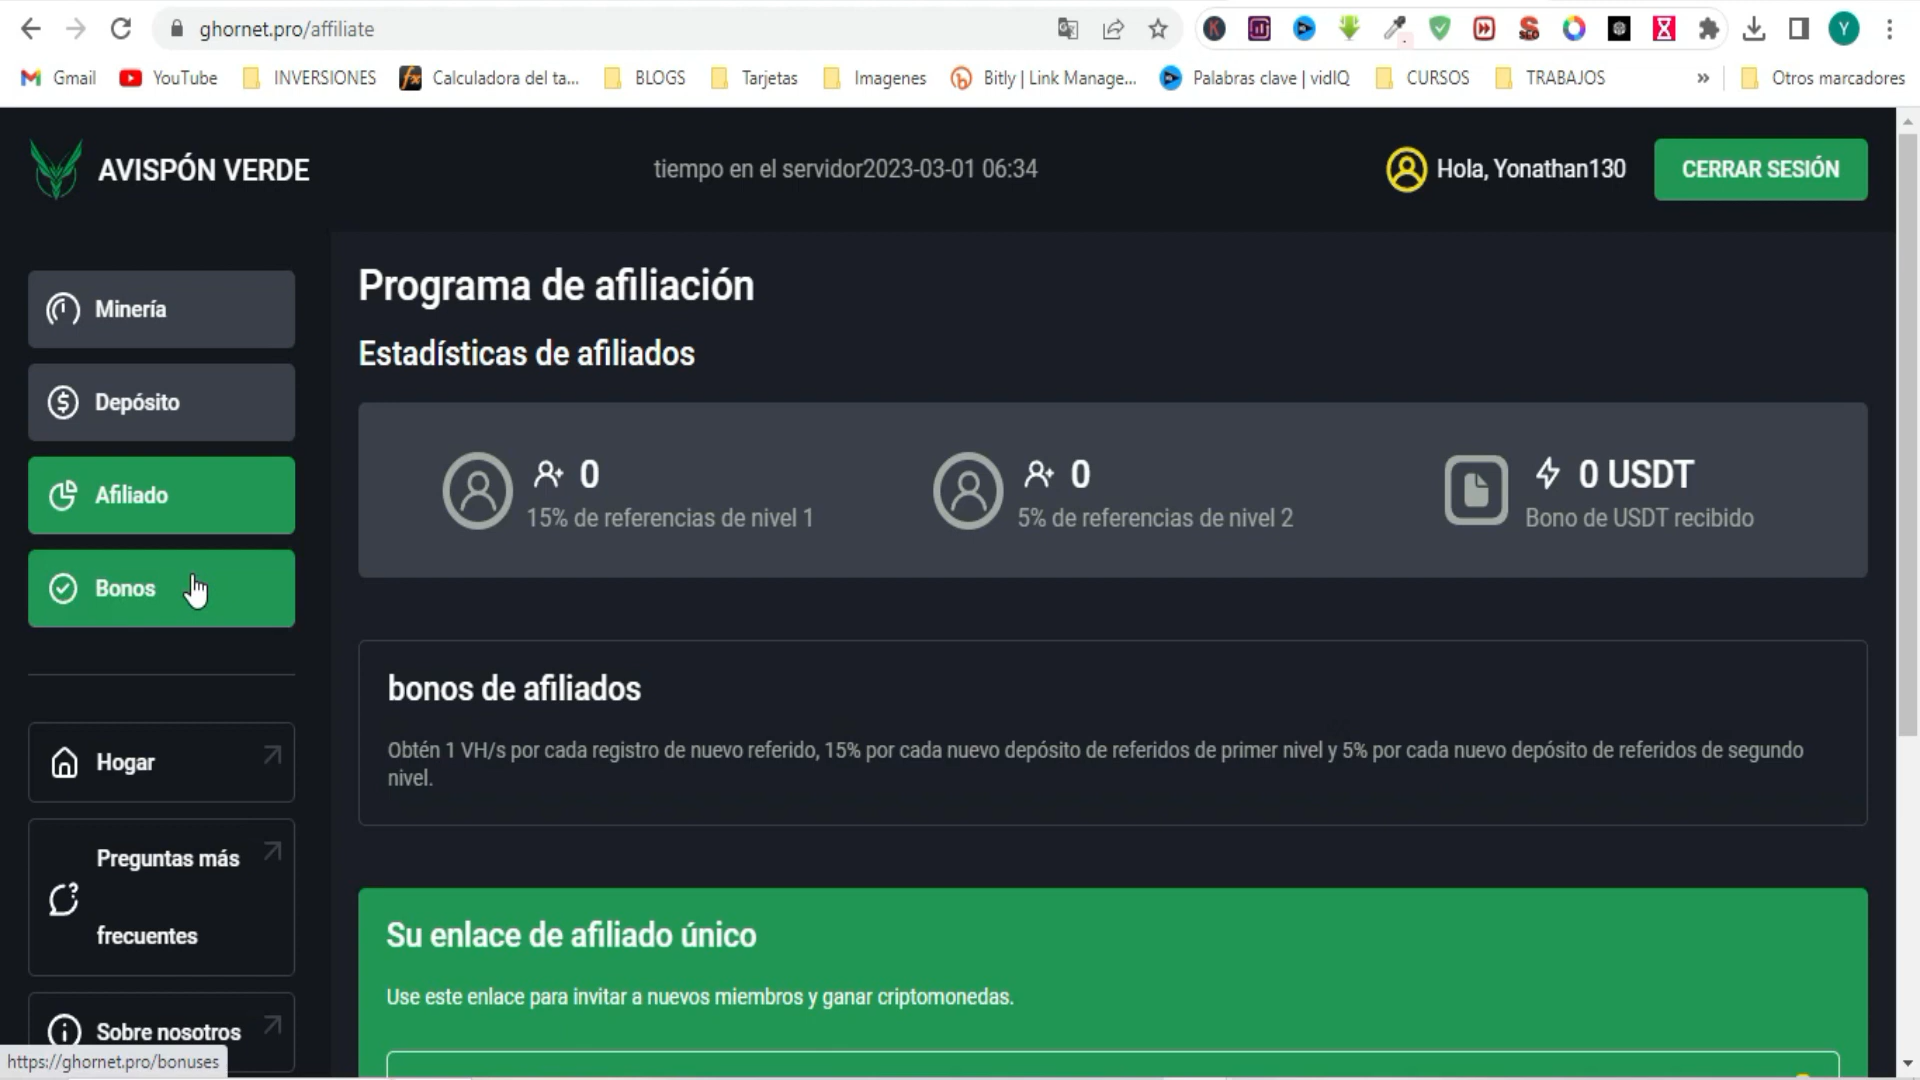 ghornet.pro/affiliate
Gmail
YouTube
INVERSIONES
Calculadora del ta...
BLOGS
Tarjetas
Imagenes
Bitly | Link Manage...
Palabras clave | vidIQ
CURSOS
TRABAJOS
»
Otros marcadores
AVISPÓN VERDE
tiempo en el servidor2023-03-01 06:34
Hola, Yonathan130
CERRAR SESIÓN
Minería
Depósito
Afiliado
Bonos
Hogar
Preguntas más
frecuentes
Sobre nosotros
Programa de afiliación
Estadísticas de afiliados
0
15% de referencias de nivel 1
0
5% de referencias de nivel 2
0 USDT
Bono de USDT recibido
bonos de afiliados
Obtén 1 VH/s por cada registro de nuevo referido, 15% por cada nuevo depósito de referidos de primer nivel y 5% por cada nuevo depósito de referidos de segundo
nivel.
Su enlace de afiliado único
Use este enlace para invitar a nuevos miembros y ganar criptomonedas.
https://ghornet.pro/bonuses